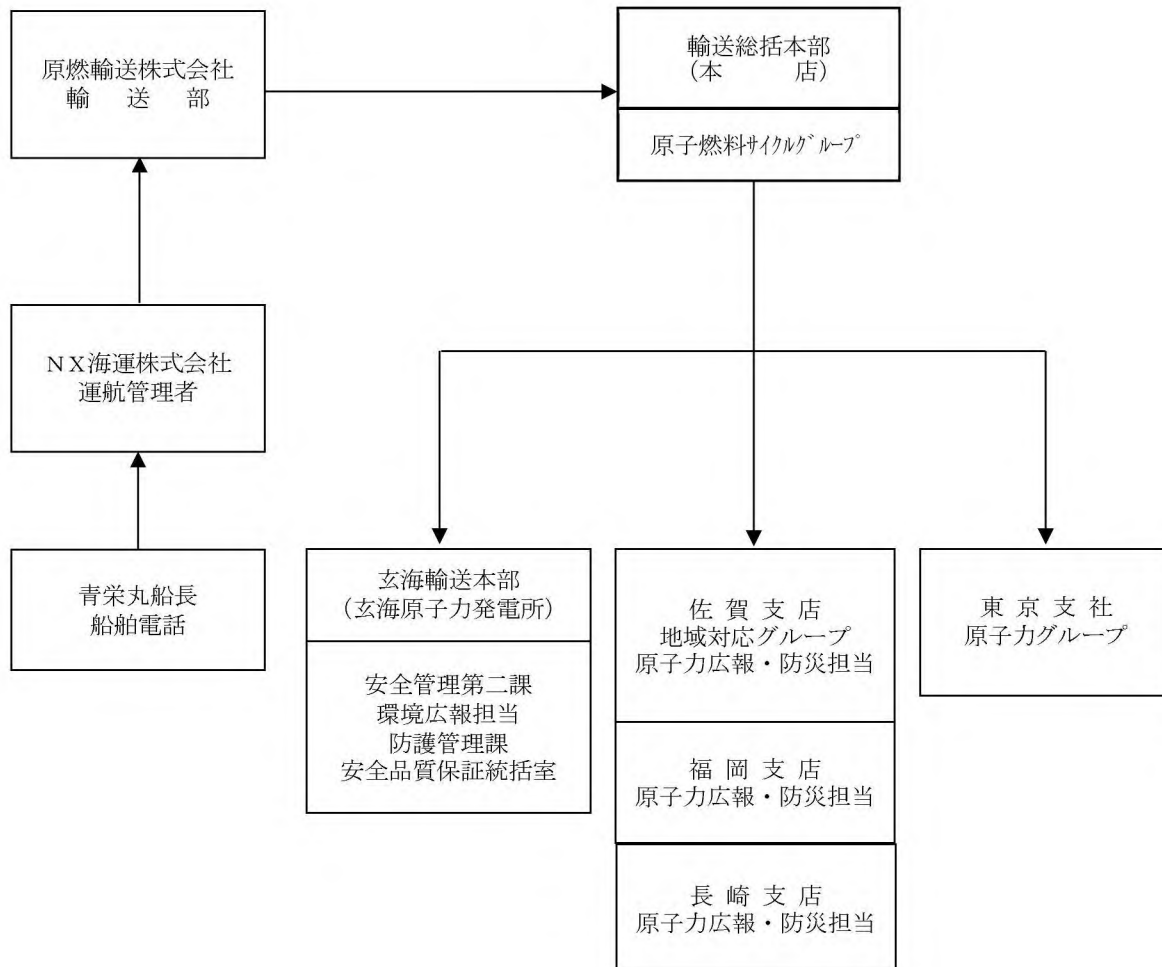 原燃輸送株式会社
輸 送 部
輸送総括本部
(本 店)
原子燃料ｻｲｸﾙｸﾞﾙｰﾌﾟ
ＮＸ海運株式会社
運航管理者
青栄丸船長
船舶電話
玄海輸送本部
(玄海原子力発電所)
安全管理第二課
環境広報担当
防護管理課
安全品質保証統括室
佐賀支店
地域対応グループ
原子力広報・防災担当
福 岡 支 店
原子力広報・防災担当
長 崎 支 店
原子力広報・防災担当
東 京 支 社
原子力グループ